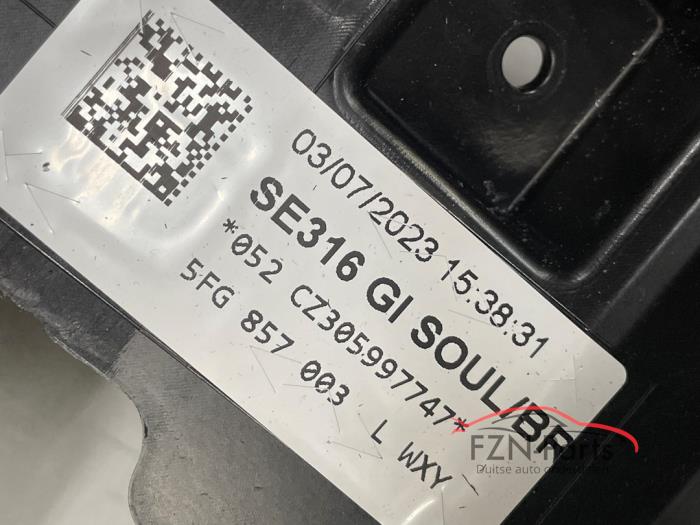 03/07/2023 15:38:31
SE316 GI SOUL/BR
*052 CZ305997747*
5FG 857 003 L WXY
FZN Parts
Duitse auto onderdelen